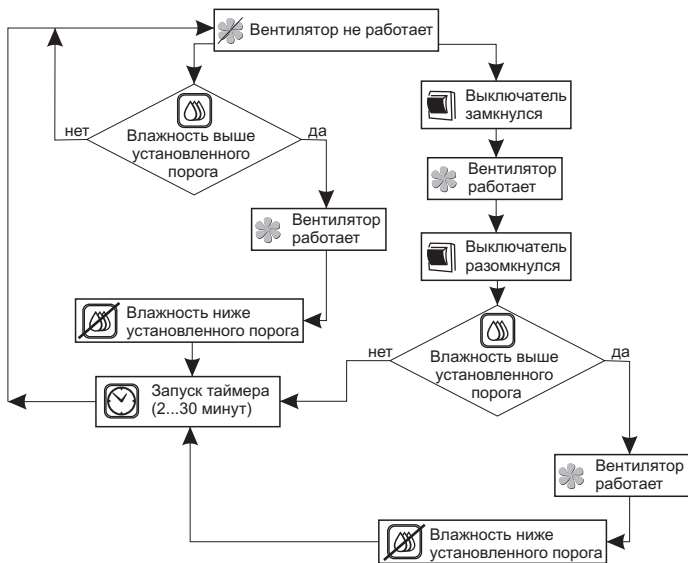 Вентилятор не работает
нет
Влажность выше
установленного
порога
да
Выключатель
замкнулся
Вентилятор
работает
Вентилятор
работает
Выключатель
разомкнулся
Влажность ниже
установленного порога
нет
Влажность выше
установленного
порога
да
Запуск таймера
(2...30 минут)
Вентилятор
работает
Влажность ниже
установленного порога